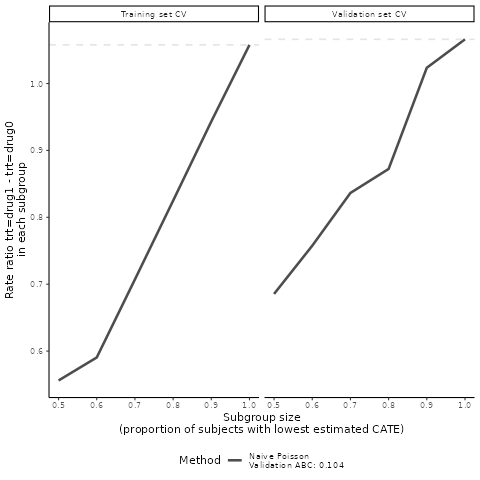 Training set CV
Validation set CV
Rate ratio trt=drug1 - trt=drug0
in each subgroup
1.0
0.9
0.8
0.7
0.6
0.5 0.6 0.7 0.8 0.9 1.0
0.5 0.6 0.7 0.8 0.9 1.0
Subgroup size
(proportion of subjects with lowest estimated CATE)
Method
Naive Poisson
Validation ABC: 0.104